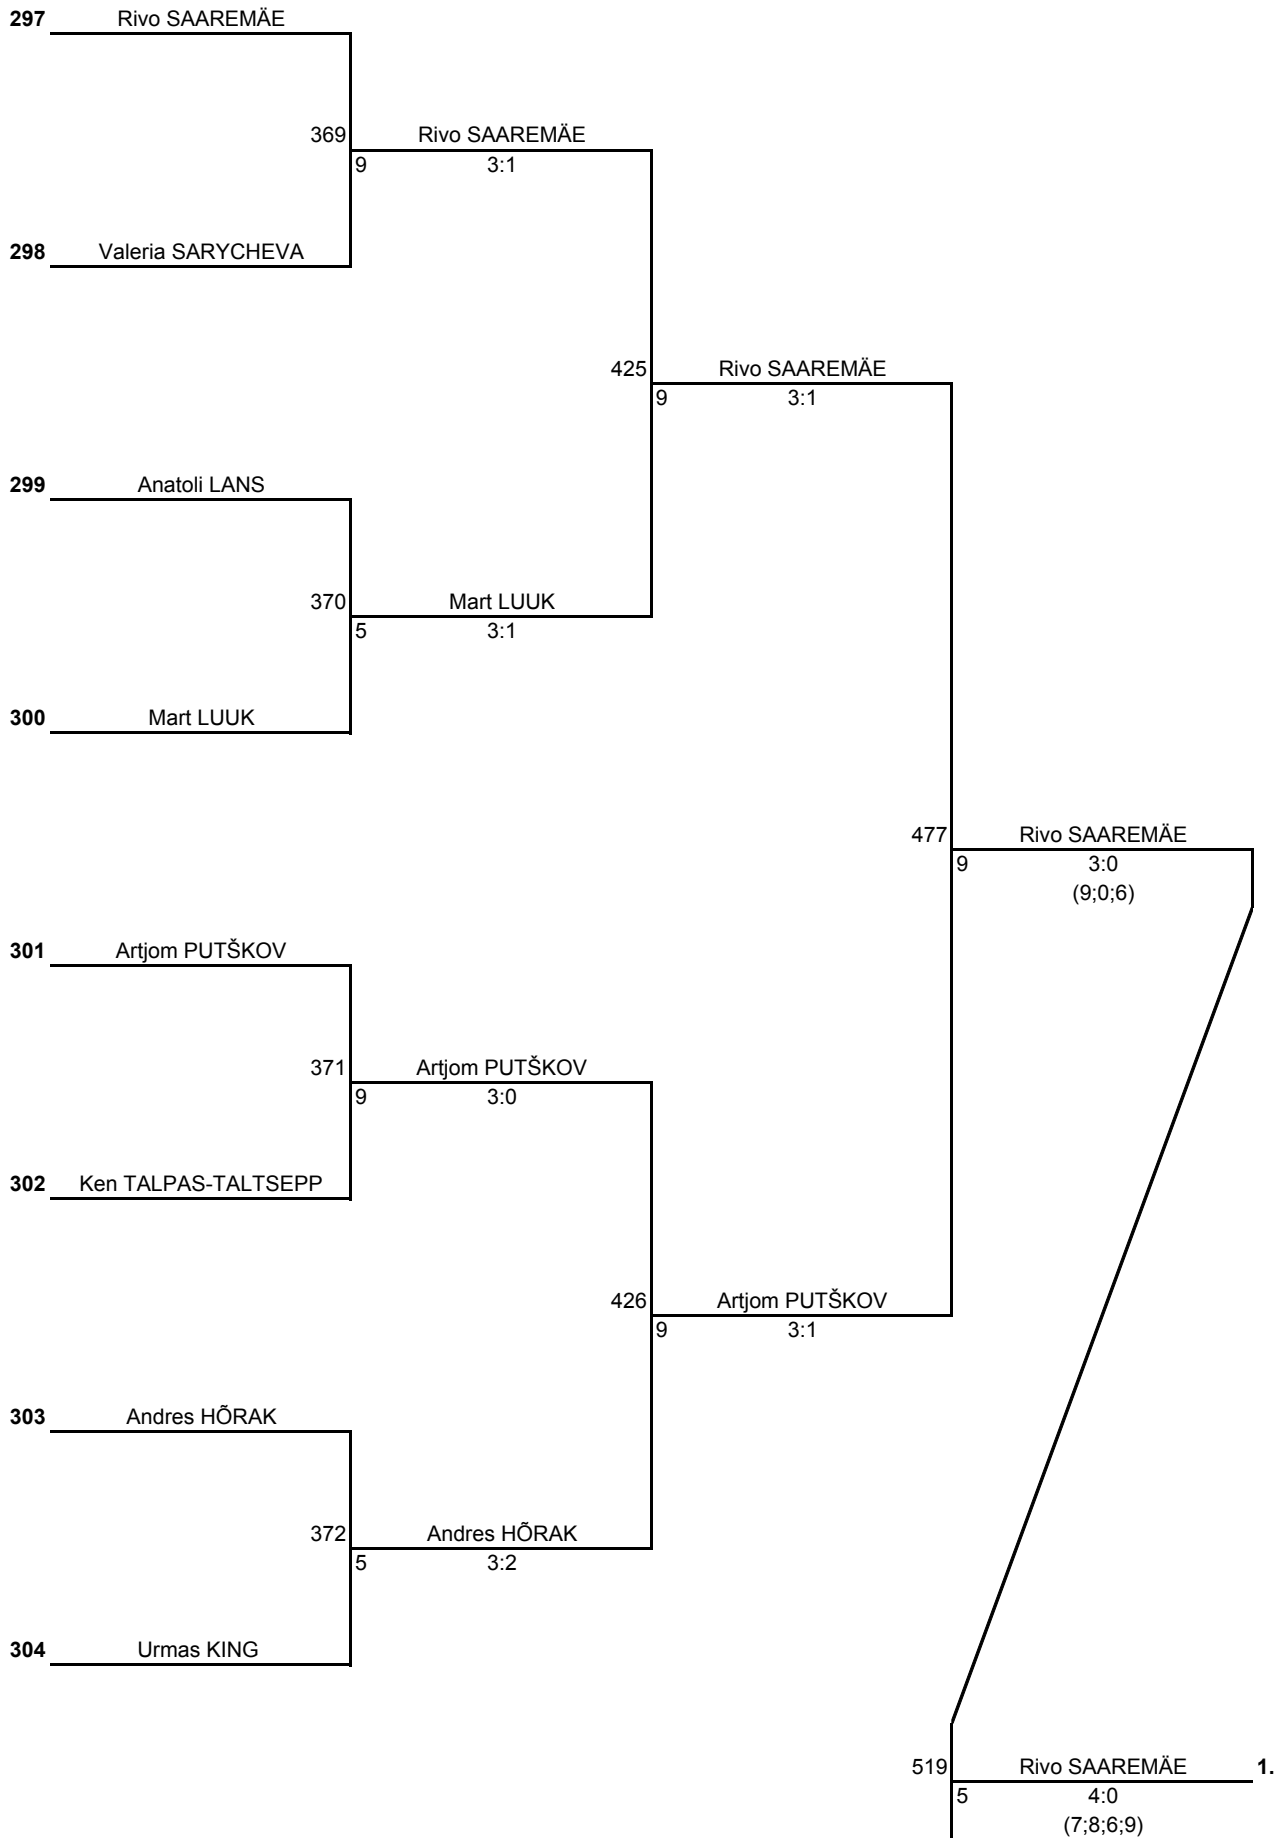 297 Rivo SAAREMÄE
369 Rivo SAAREMÄE
9 3:1
298 Valeria SARYCHEVA
425 Rivo SAAREMÄE
9 3:1
299 Anatoli LANS
370 Mart LUUK
5 3:1
300 Mart LUUK
477 Rivo SAAREMÄE
9 3:0
(9;0;6)
301 Artjom PUTŠKOV
371 Artjom PUTŠKOV
9 3:0
302 Ken TALPAS-TALTSEPP
426 Artjom PUTŠKOV
9 3:1
303 Andres HÕRAK
372 Andres HÕRAK
5 3:2
304 Urmas KING
519 Rivo SAAREMÄE 1.
5 4:0
(7;8;6;9)